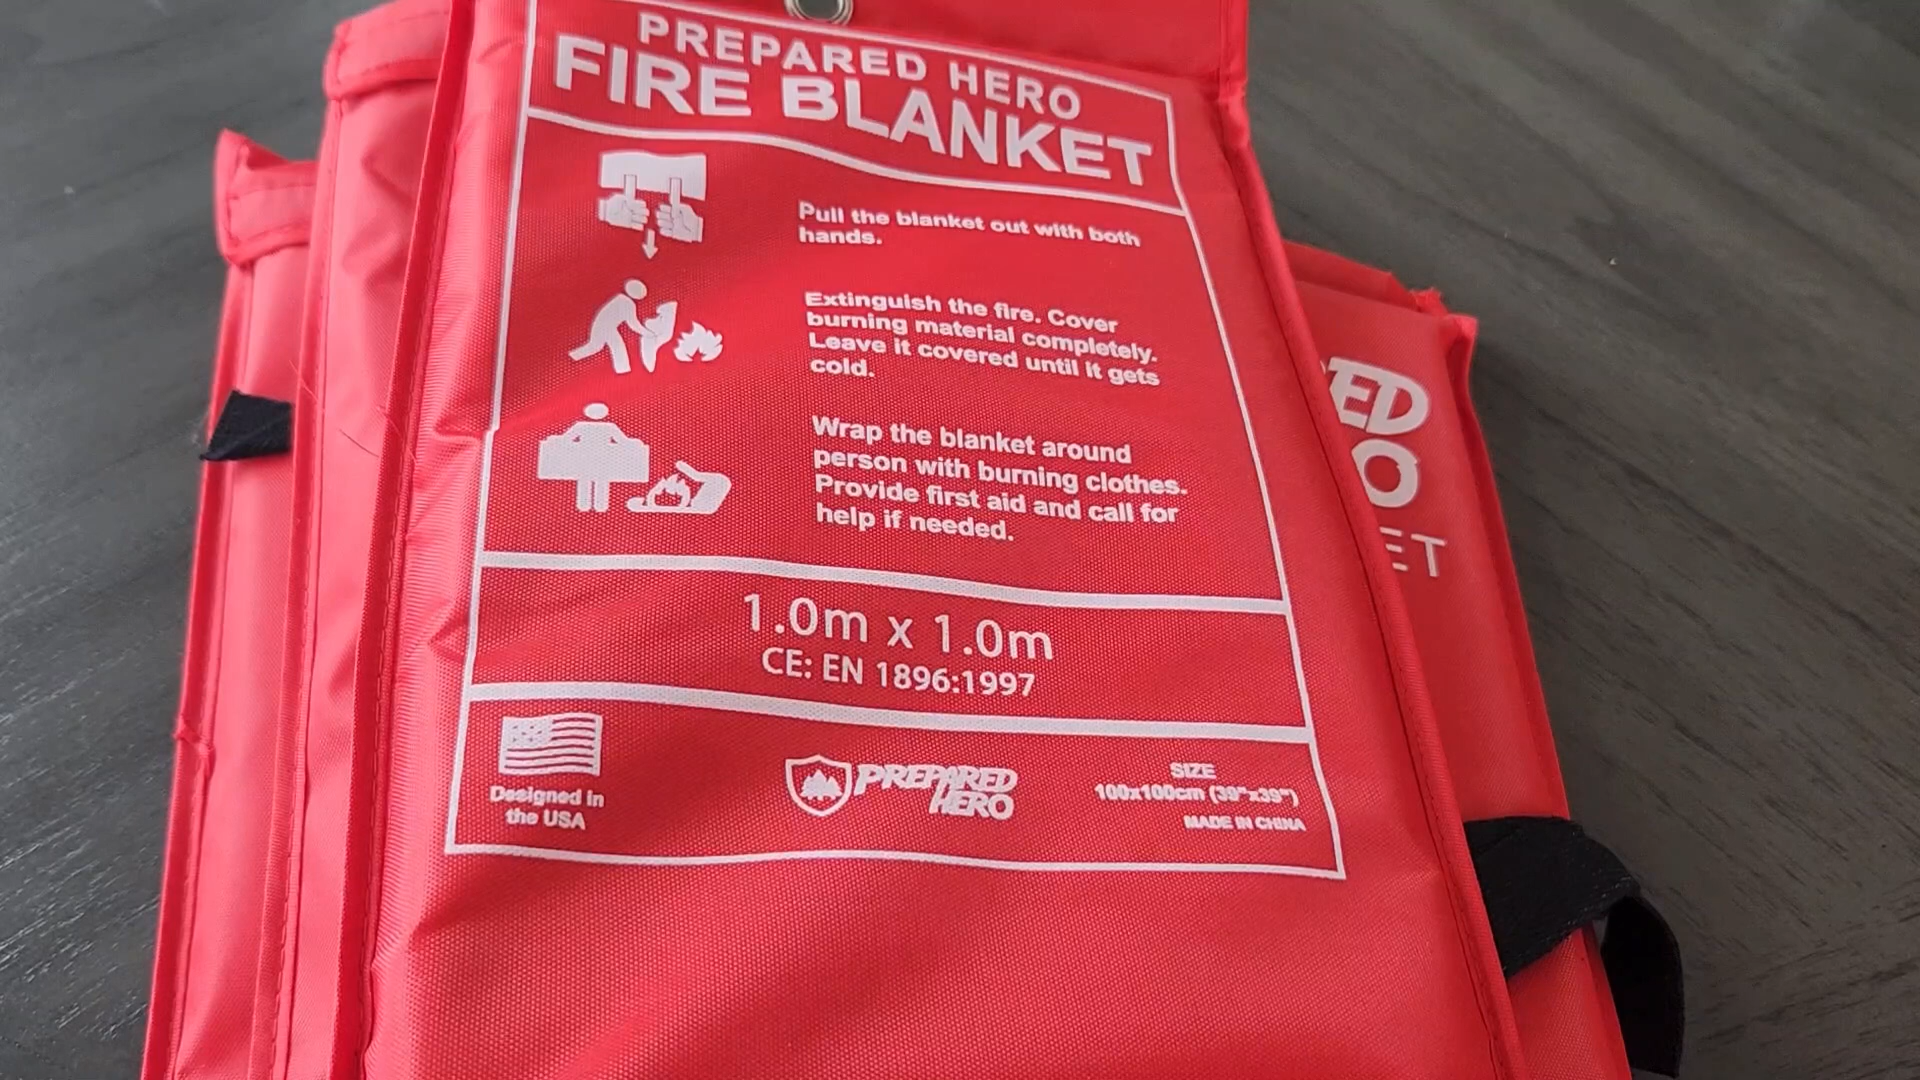 PREPARED HERO
FIRE BLANKET
Pull the blanket out with both
hands.
Extinguish the fire. Cover
burning material completely.
Leave it covered until it gets
cold.
Wrap the blanket around
person with burning clothes.
Provide first aid and call for
help if needed.
1.0m x 1.0m
CE: EN 1896:1997
Designed in
the USA
PREPARED
HERO
SIZE
100x100cm (39"x39")
MADE IN CHINA
ED
O
ET